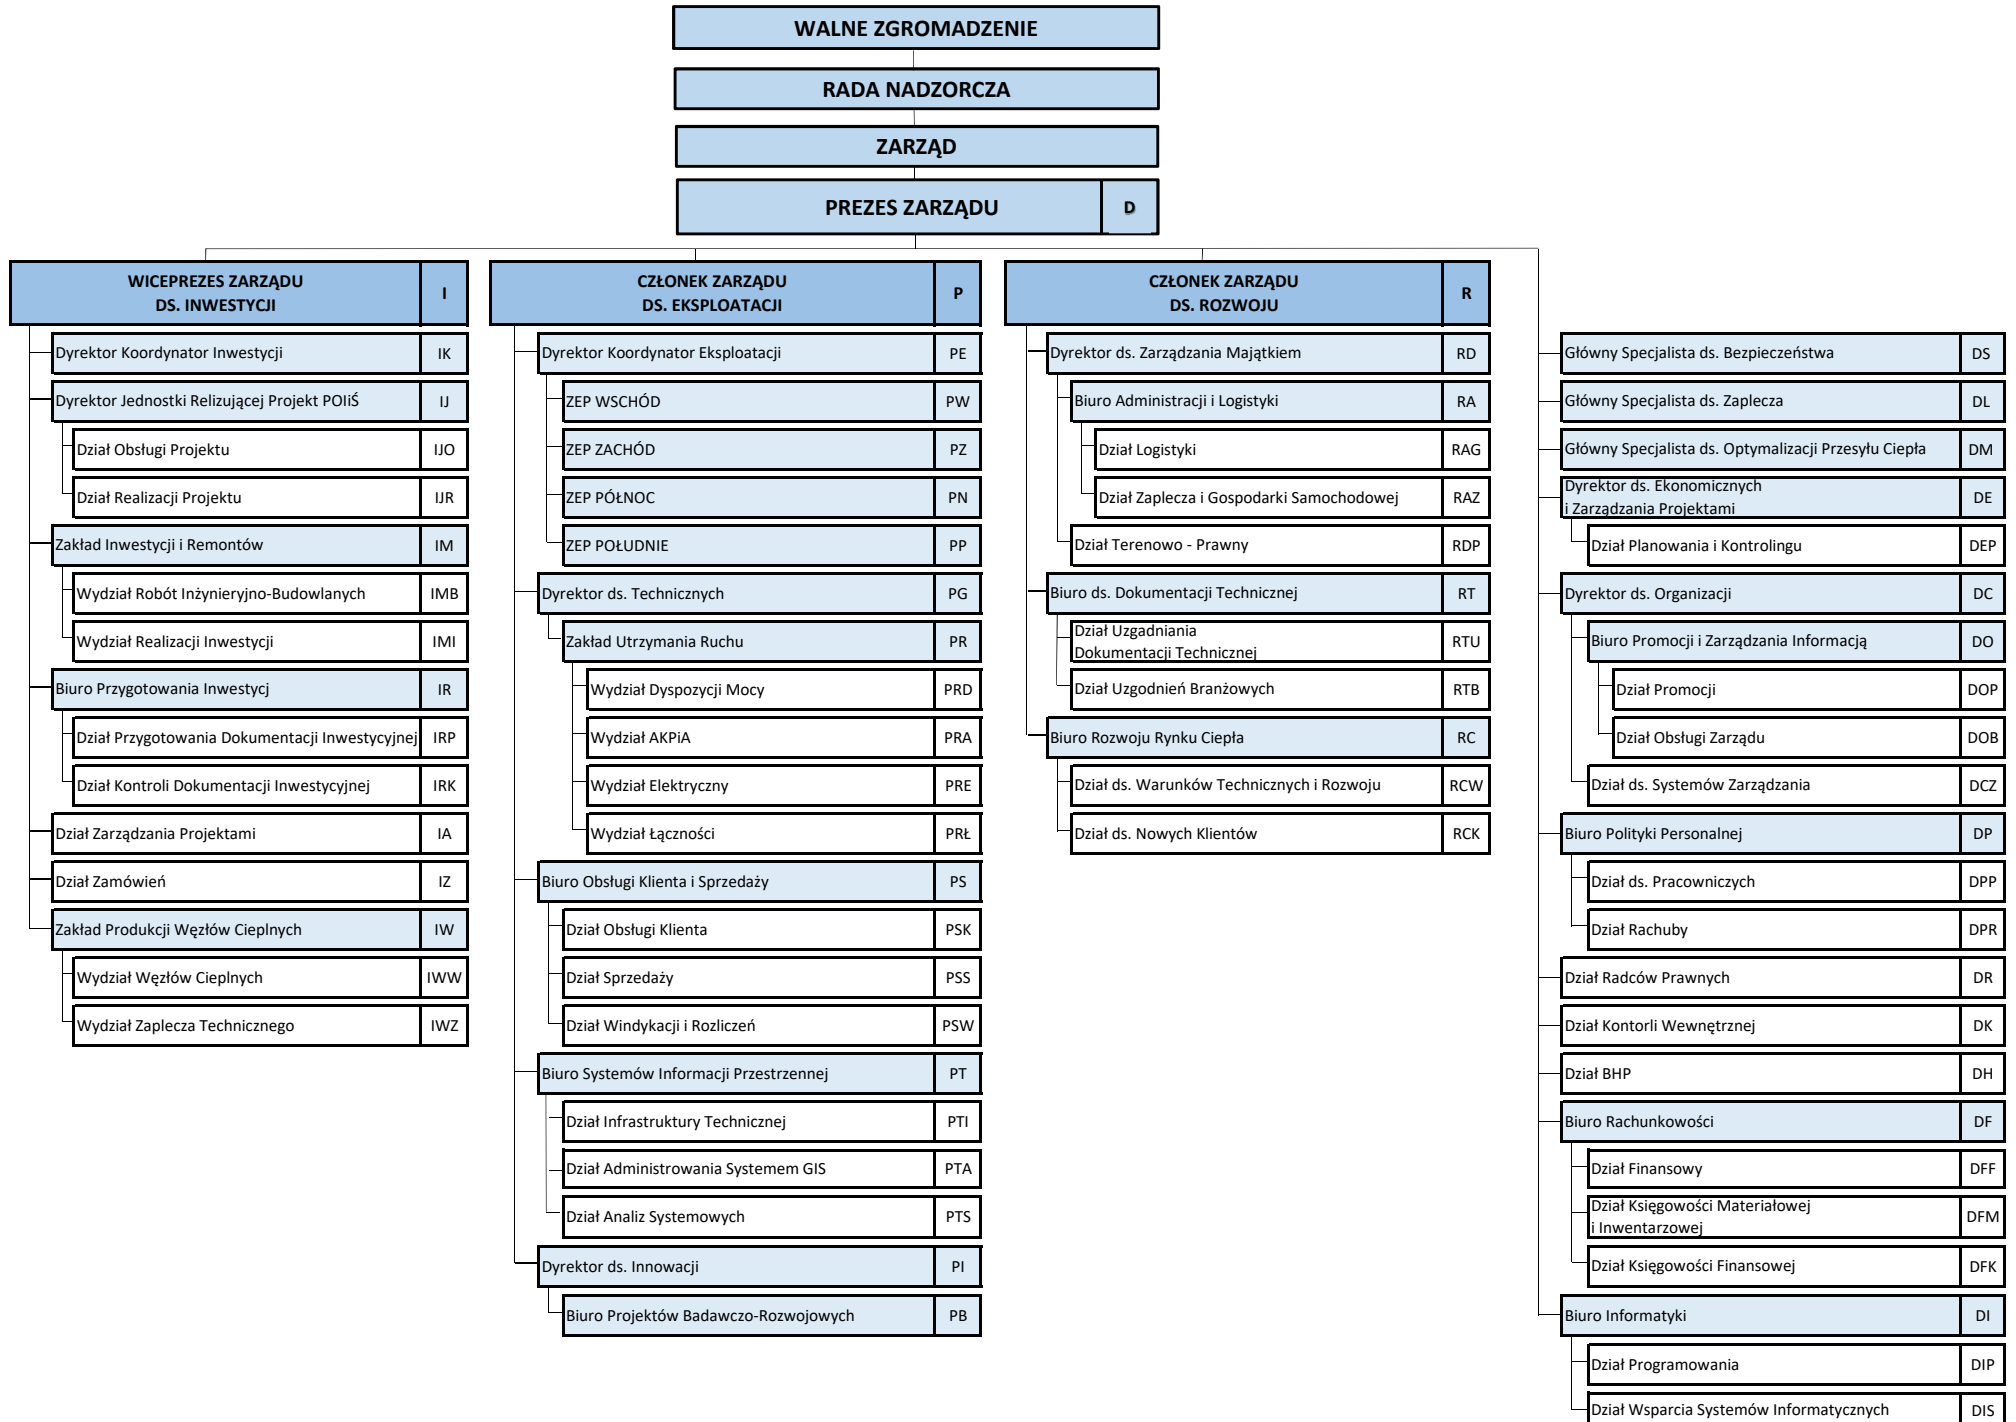 WALNE ZGROMADZENIE
RADA NADZORCZA
ZARZĄD
PREZES ZARZĄDU D
WICEPREZES ZARZĄDU
DS. INWESTYCJI
I
Dyrektor Koordynator Inwestycji IK
Dyrektor Jednostki Relizującej Projekt POIiŚ IJ
Dział Obsługi Projektu IJO
Dział Realizacji Projektu IJR
Zakład Inwestycji i Remontów IM
Wydział Robót Inżynieryjno-Budowlanych IMB
Wydział Realizacji Inwestycji IMI
Biuro Przygotowania Inwestycj IR
Dział Przygotowania Dokumentacji Inwestycyjnej IRP
Dział Kontroli Dokumentacji Inwestycyjnej IRK
Dział Zarządzania Projektami IA
Dział Zamówień IZ
Zakład Produkcji Węzłów Cieplnych IW
Wydział Węzłów Cieplnych IWW
Wydział Zaplecza Technicznego IWZ
CZŁONEK ZARZĄDU
DS. EKSPLOATACJI
P
Dyrektor Koordynator Eksploatacji PE
ZEP WSCHÓD PW
ZEP ZACHÓD PZ
ZEP PÓŁNOC PN
ZEP POŁUDNIE PP
Dyrektor ds. Technicznych PG
Zakład Utrzymania Ruchu PR
Wydział Dyspozycji Mocy PRD
Wydział AKPiA PRA
Wydział Elektryczny PRE
Wydział Łączności PRŁ
Biuro Obsługi Klienta i Sprzedaży PS
Dział Obsługi Klienta PSK
Dział Sprzedaży PSS
Dział Windykacji i Rozliczeń PSW
Biuro Systemów Informacji Przestrzennej PT
Dział Infrastruktury Technicznej PTI
Dział Administrowania Systemem GIS PTA
Dział Analiz Systemowych PTS
Dyrektor ds. Innowacji PI
Biuro Projektów Badawczo-Rozwojowych PB
CZŁONEK ZARZĄDU
DS. ROZWOJU
R
Dyrektor ds. Zarządzania Majątkiem RD
Biuro Administracji i Logistyki RA
Dział Logistyki RAG
Dział Zaplecza i Gospodarki Samochodowej RAZ
Dział Terenowo - Prawny RDP
Biuro ds. Dokumentacji Technicznej RT
Dział Uzgadniania
Dokumentacji Technicznej
RTU
Dział Uzgodnień Branżowych RTB
Biuro Rozwoju Rynku Ciepła RC
Dział ds. Warunków Technicznych i Rozwoju RCW
Dział ds. Nowych Klientów RCK
Główny Specjalista ds. Bezpieczeństwa DS
Główny Specjalista ds. Zaplecza DL
Główny Specjalista ds. Optymalizacji Przesyłu Ciepła DM
Dyrektor ds. Ekonomicznych
i Zarządzania Projektami
DE
Dział Planowania i Kontrolingu DEP
Dyrektor ds. Organizacji DC
Biuro Promocji i Zarządzania Informacją DO
Dział Promocji DOP
Dział Obsługi Zarządu DOB
Dział ds. Systemów Zarządzania DCZ
Biuro Polityki Personalnej DP
Dział ds. Pracowniczych DPP
Dział Rachuby DPR
Dział Radców Prawnych DR
Dział Kontorli Wewnętrznej DK
Dział BHP DH
Biuro Rachunkowości DF
Dział Finansowy DFF
Dział Księgowości Materiałowej
i Inwentarzowej
DFM
Dział Księgowości Finansowej DFK
Biuro Informatyki DI
Dział Programowania DIP
Dział Wsparcia Systemów Informatycznych DIS